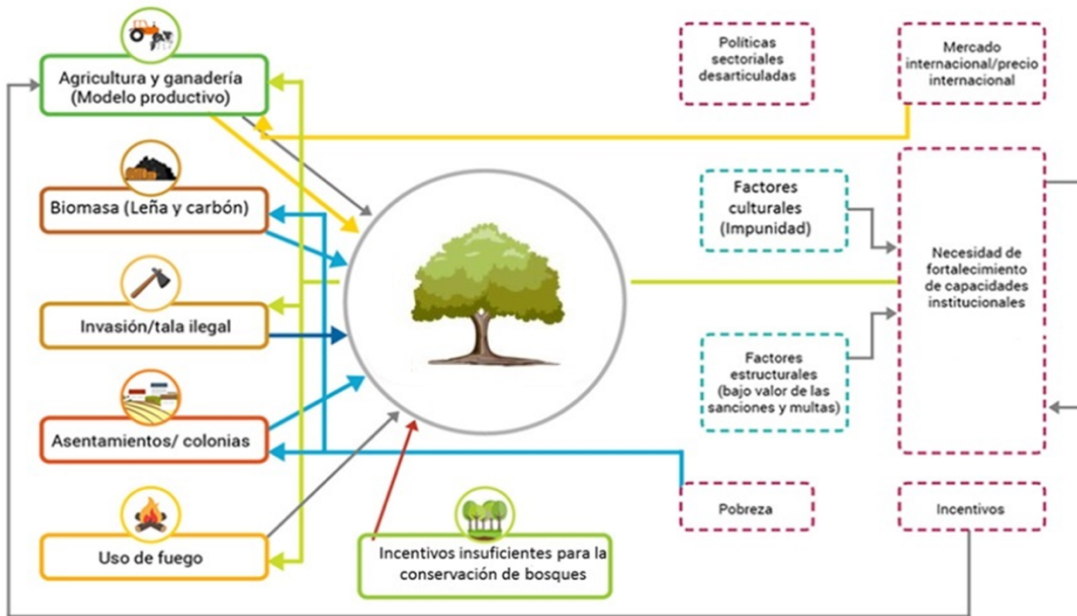 Agricultura y ganadería
(Modelo productivo)
Biomasa (Leña y carbón)
Invasión/tala ilegal
Asentamientos/ colonias
Uso de fuego
Incentivos insuficientes para la
conservación de bosques
Políticas
sectoriales
desarticuladas
Mercado
internacional/precio
internacional
Factores
culturales
(Impunidad)
Necesidad de
fortalecimiento
de capacidades
institucionales
Factores
estructurales
(bajo valor de las
sanciones y multas)
Pobreza
Incentivos